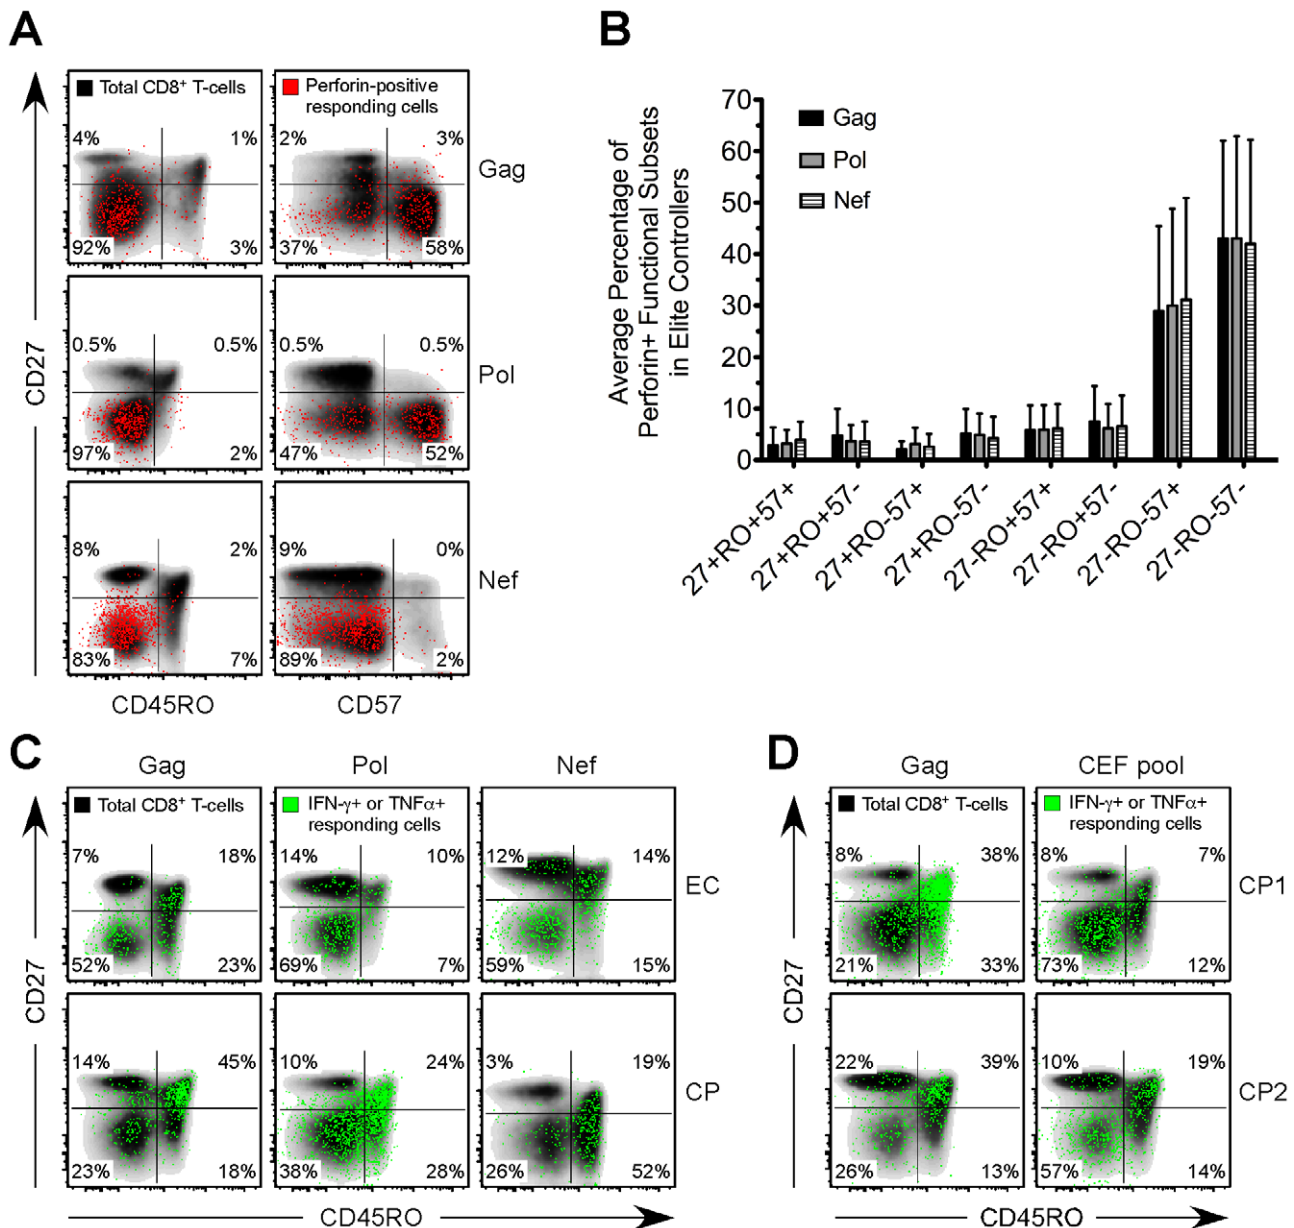 A
Total CD8+ T-cells
Perforin-positive
responding cells
4%
1%
2%
3%
Gag
92%
3%
37%
58%
0.5%
0.5%
0.5%
0.5%
Pol
97%
2%
47%
52%
8%
2%
9%
0%
Nef
83%
7%
89%
2%
CD27
CD45RO
CD57
B
Average Percentage of
Perforin+ Functional Subsets
in Elite Controllers
70
60
50
40
30
20
10
0
Gag
Pol
Nef
27+RO+57+
27+RO+57-
27+RO-57+
27+RO-57-
27-RO+57+
27-RO+57-
27-RO-57+
27-RO-57-
C
Gag
Pol
Nef
Total CD8+ T-cells
IFN-γ+ or TNFα+
responding cells
7%
18%
14%
10%
12%
14%
EC
52%
23%
69%
7%
59%
15%
14%
45%
10%
24%
3%
19%
CP
23%
18%
38%
28%
26%
52%
CD27
CD45RO
D
Gag
CEF pool
Total CD8+ T-cells
IFN-γ+ or TNFα+
responding cells
8%
38%
8%
7%
CP1
21%
33%
73%
12%
22%
39%
10%
19%
CP2
26%
13%
57%
14%
CD27
CD45RO